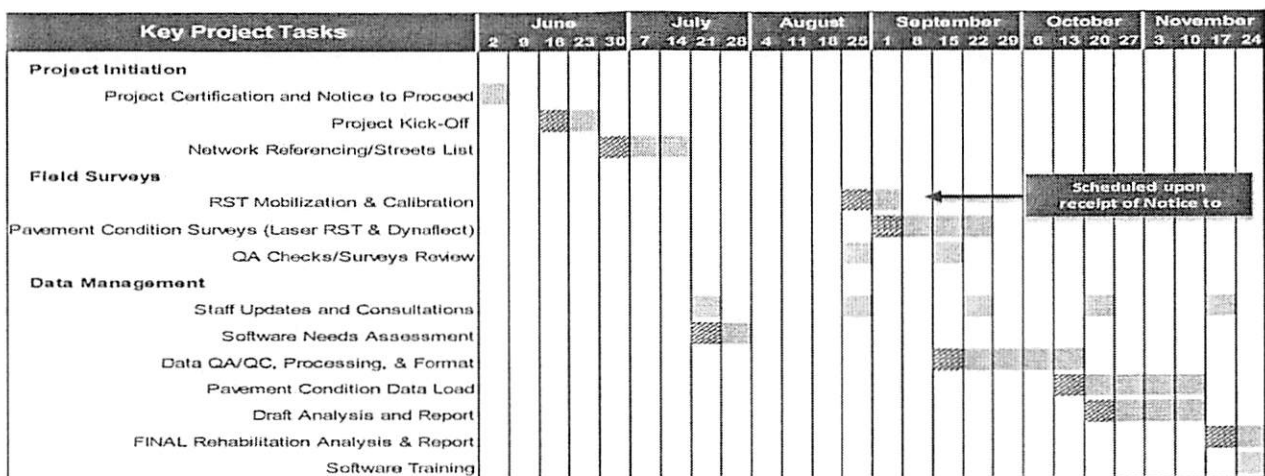 Key Project Tasks
June July August September October November
2 9 16 23 30 7 14 21 28 4 11 18 25 1 8 15 22 29 6 13 20 27 3 10 17 24
Project Initiation
Project Certification and Notice to Proceed
Project Kick-Off
Network Referencing/Streets List
Field Surveys
RST Mobilization & Calibration
Scheduled upon
receipt of Notice to
Pavement Condition Surveys (Laser RST & Dynaflect)
QA Checks/Surveys Review
Data Management
Staff Updates and Consultations
Software Needs Assessment
Data QA/QC, Processing, & Format
Pavement Condition Data Load
Draft Analysis and Report
FINAL Rehabilitation Analysis & Report
Software Training